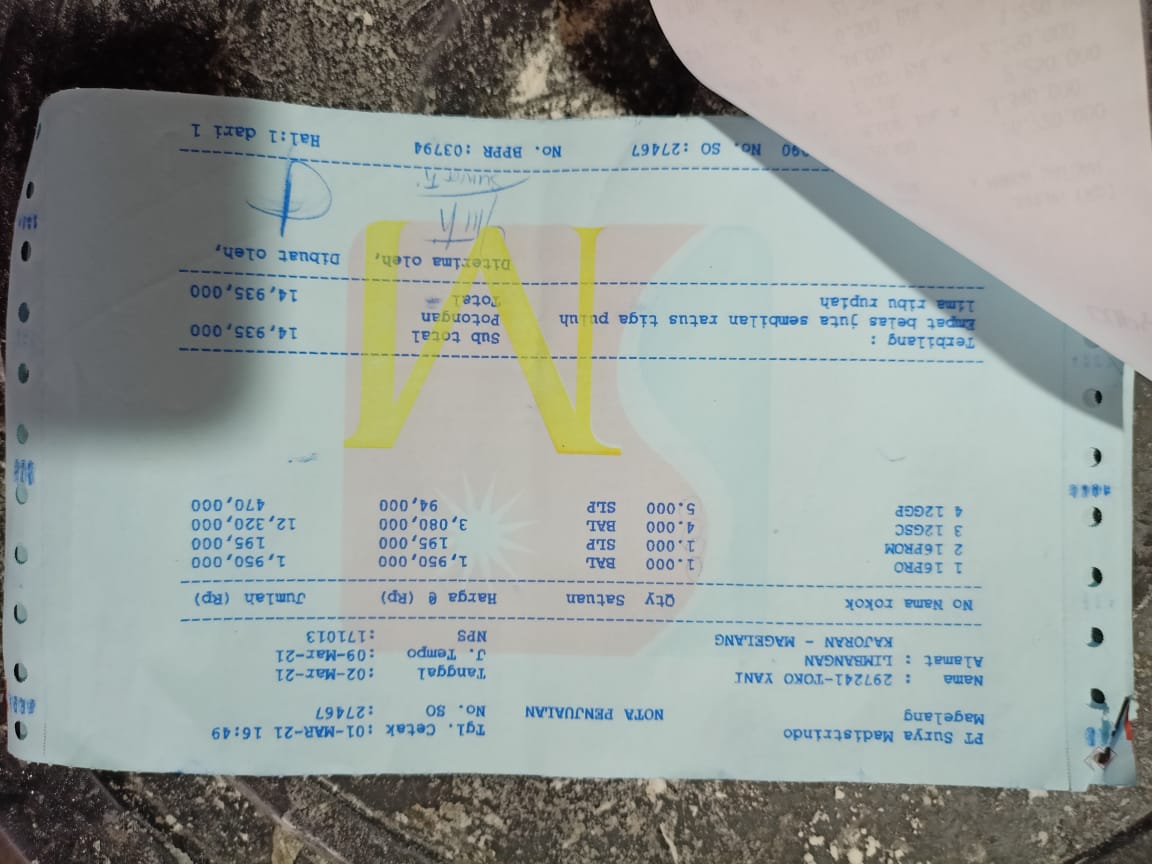 PT Surya Madistrindo
Magelang
NOTA PENJUALAN
Tgl. Cetak :01-MAR-21 16:49
No. SO :27467
Nama : 297241-TOKO YANI
Alamat : LIMBANGAN
KAJORAN - MAGELANG
Tanggal :02-Mar-21
J. Tempo :09-Mar-21
NPS :171013
No Nama rokok Qty Satuan Harga @ (Rp) Jumlah (Rp)
1 16PRO 1.000 BAL 1,950,000 1,950,000
2 16PROM 1.000 SLP 195,000 195,000
3 12GSC 4.000 BAL 3,080,000 12,320,000
4 12GGP 5.000 SLP 94,000 470,000
M
Terbilang :
Empat belas juta sembilan ratus tiga puluh
lima ribu rupiah
Sub total 14,935,000
Potongan
Total 14,935,000
Diterima oleh, Dibuat oleh,
090 No. SO :27467 No. BPPR :03794 Hal:1 dari 1